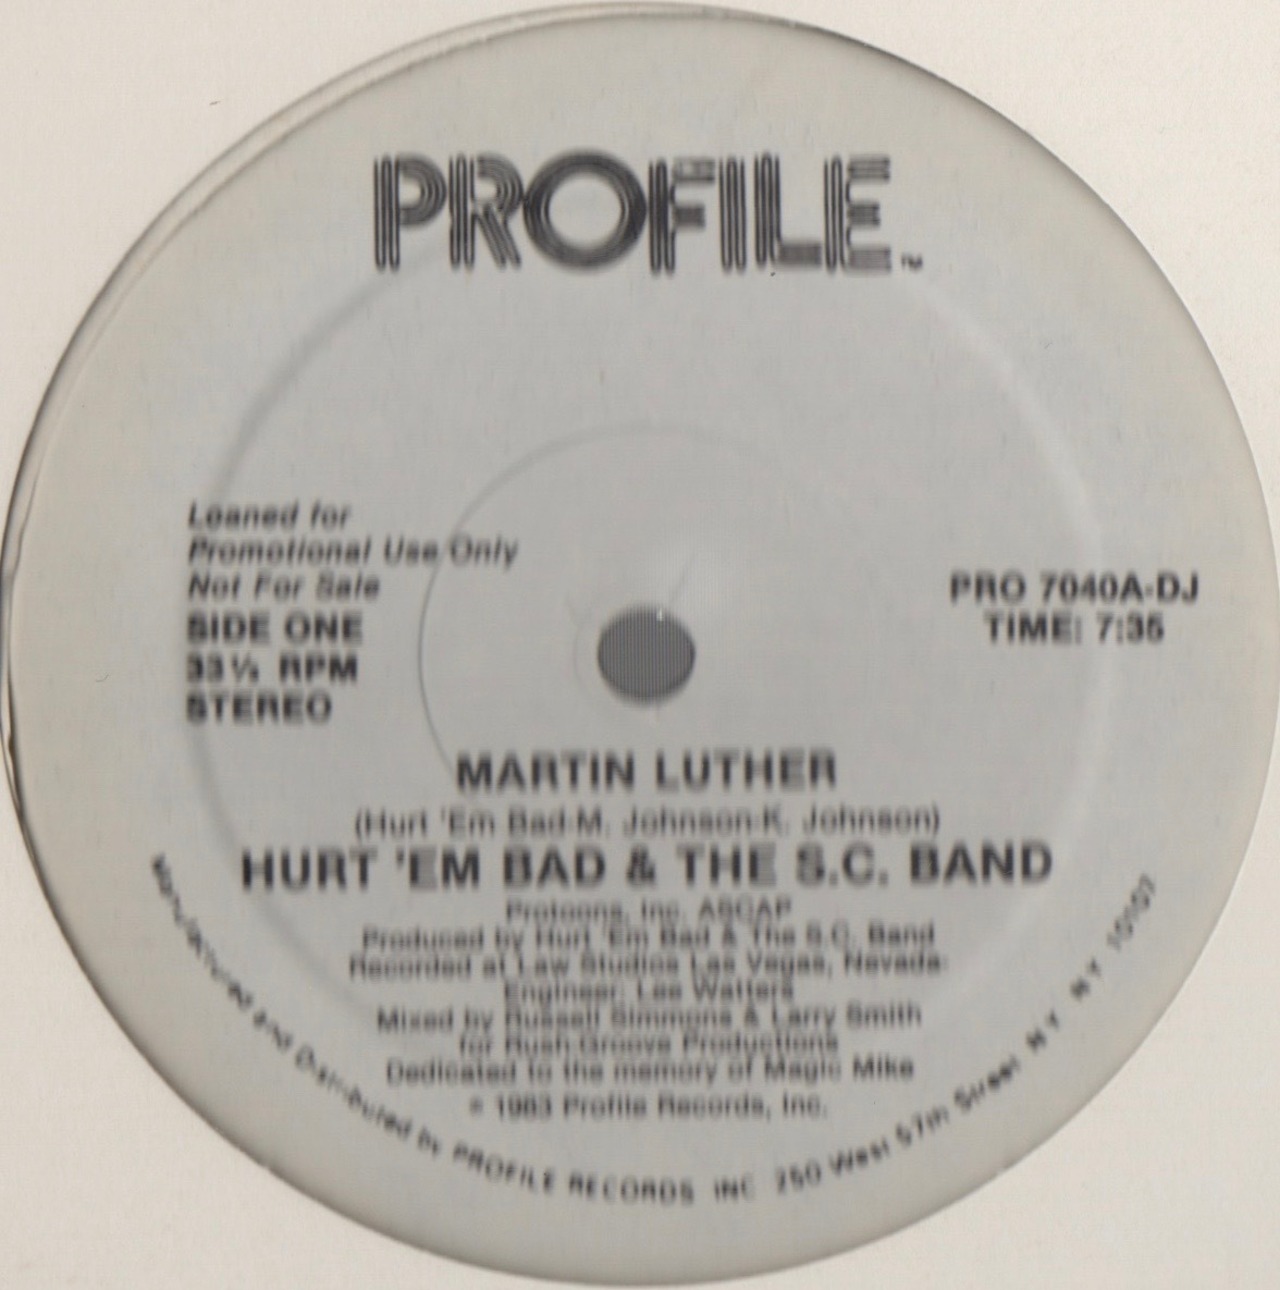 PROFILE™
Loaned for
Promotional Use Only
Not For Sale
SIDE ONE
33⅓ RPM
STEREO
PRO 7040A-DJ
TIME: 7:35
MARTIN LUTHER
(Hurt 'Em Bad-M. Johnson-K. Johnson)
HURT 'EM BAD & THE S.C. BAND
Protoons, Inc. ASCAP
Produced by Hurt 'Em Bad & The S.C. Band
Recorded at Law Studios Las Vegas, Nevada
Engineer: Lee Watters
Mixed by Russell Simmons & Larry Smith
for Rush-Groove Productions
Dedicated to the memory of Magic Mike
1983 Profile Records, Inc.
Manufactured and Distributed by PROFILE RECORDS INC 250 West 57th Street N Y N Y 10107